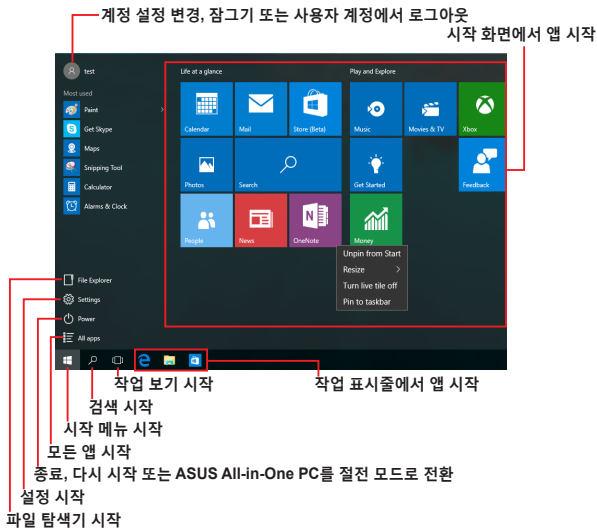 계정 설정 변경, 잠그기 또는 사용자 계정에서 로그아웃
시작 화면에서 앱 시작
test
Most used
Paint
Get Skype
Maps
Snipping Tool
Calculator
Alarms & Clock
File Explorer
Settings
Power
All apps
Life at a glance
Play and Explore
Calendar
Mail
Store (Beta)
Music
Movies & TV
Xbox
Photos
Search
Get Started
Feedback
People
News
OneNote
Money
Unpin from Start
Resize
Turn live tile off
Pin to taskbar
작업 보기 시작
작업 표시줄에서 앱 시작
검색 시작
시작 메뉴 시작
모든 앱 시작
종료, 다시 시작 또는 ASUS All-in-One PC를 절전 모드로 전환
설정 시작
파일 탐색기 시작